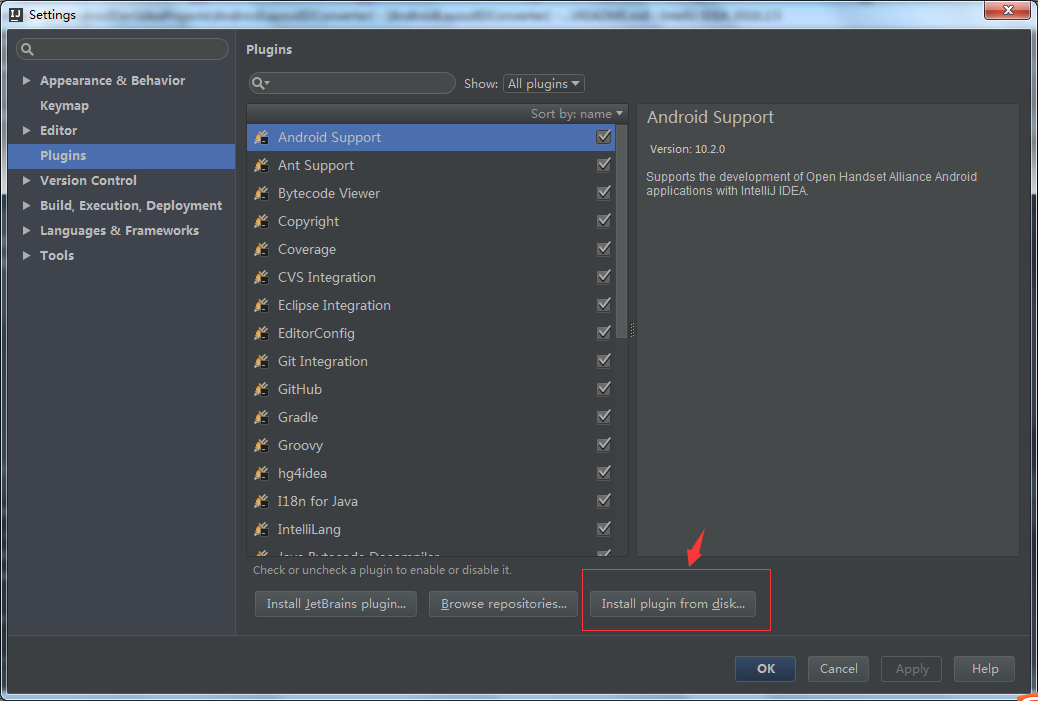 Settings
Plugins
Appearance & Behavior
Keymap
Editor
Plugins
Version Control
Build, Execution, Deployment
Languages & Frameworks
Tools
Show: All plugins
Sort by: name
Android Support
Ant Support
Bytecode Viewer
Copyright
Coverage
CVS Integration
Eclipse Integration
EditorConfig
Git Integration
GitHub
Gradle
Groovy
hg4idea
I18n for Java
IntelliLang
Java Bytecode Decompiler
Check or uncheck a plugin to enable or disable it.
Install JetBrains plugin...
Browse repositories...
Install plugin from disk...
Android Support
Version: 10.2.0
Supports the development of Open Handset Alliance Android
applications with IntelliJ IDEA.
OK
Cancel
Apply
Help